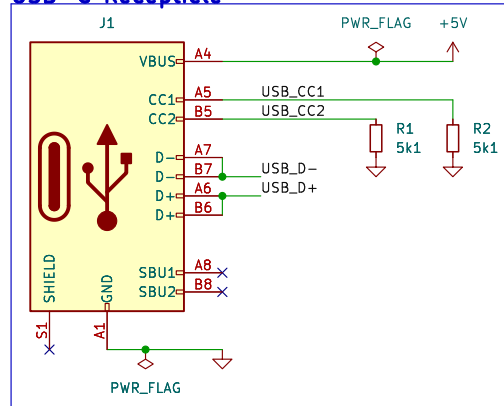 USB-C Receptacle
J1
PWR_FLAG
+5V
VBUS
A4
CC1
A5
USB_CC1
CC2
B5
USB_CC2
R1
5k1
R2
5k1
D-
A7
D-
B7
USB_D-
D+
A6
USB_D+
D+
B6
SBU1
A8
SBU2
B8
SHIELD
GND
S1
A1
PWR_FLAG